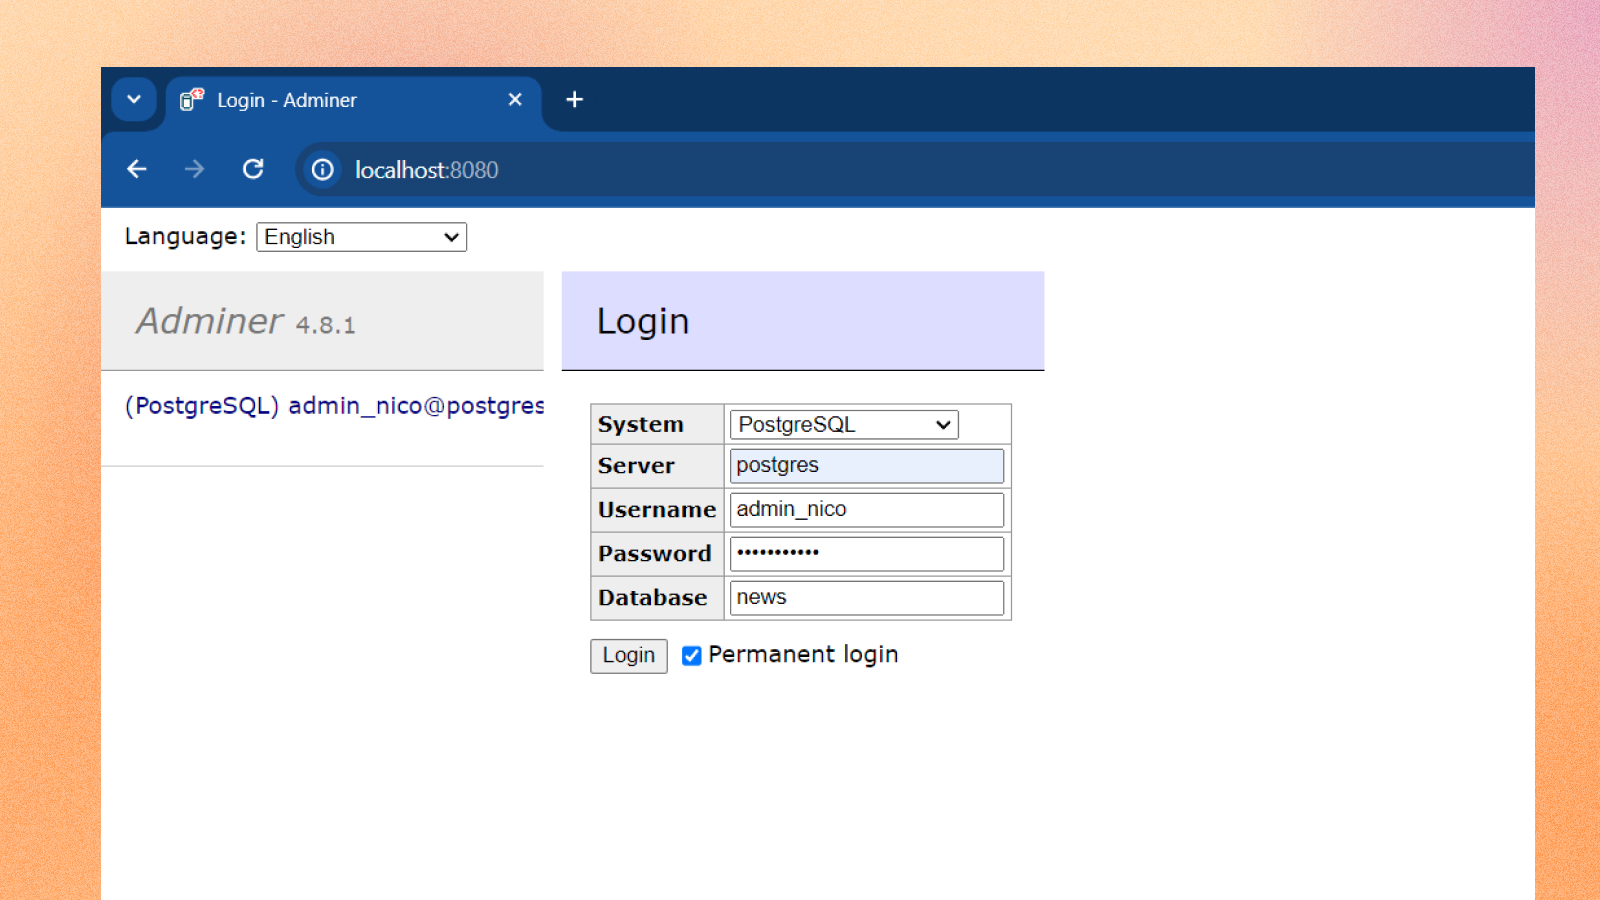 Login - Adminer
localhost:8080
Language: English
Adminer 4.8.1
Login
(PostgreSQL) admin_nico@postgres
System PostgreSQL
Server postgres
Username admin_nico
Password •••••••••••
Database news
Login Permanent login